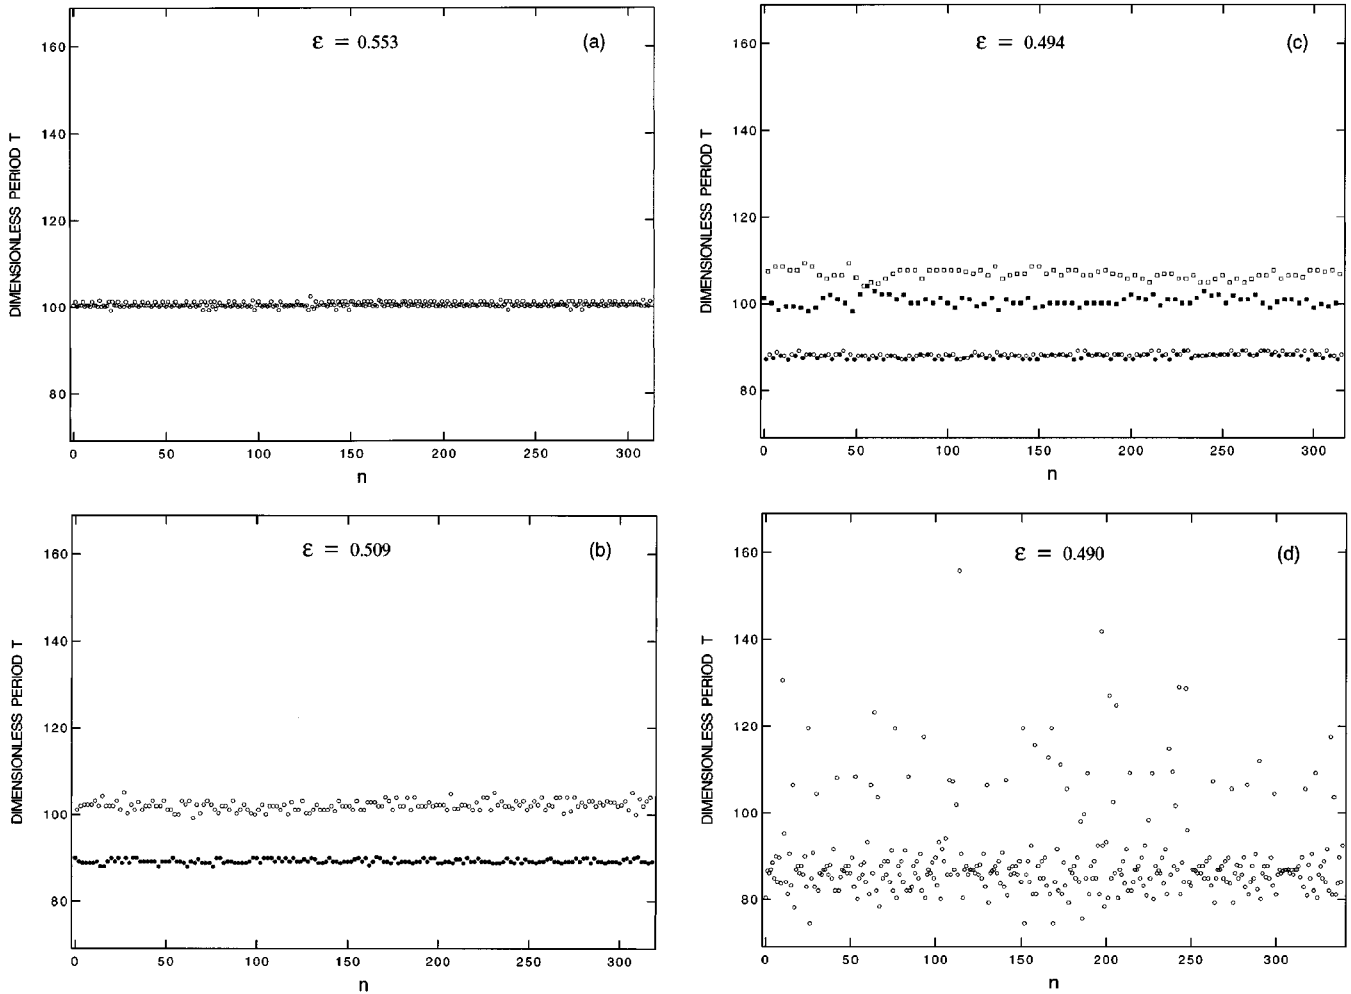 ε = 0.553
(a)
160
140
120
100
80
DIMENSIONLESS PERIOD T
0 50 100 150 200 250 300
n
ε = 0.494
(c)
160
140
120
100
80
DIMENSIONLESS PERIOD T
0 50 100 150 200 250 300
n
ε = 0.509
(b)
160
140
120
100
80
DIMENSIONLESS PERIOD T
0 50 100 150 200 250 300
n
ε = 0.490
(d)
160
140
120
100
80
DIMENSIONLESS PERIOD T
0 50 100 150 200 250 300
n